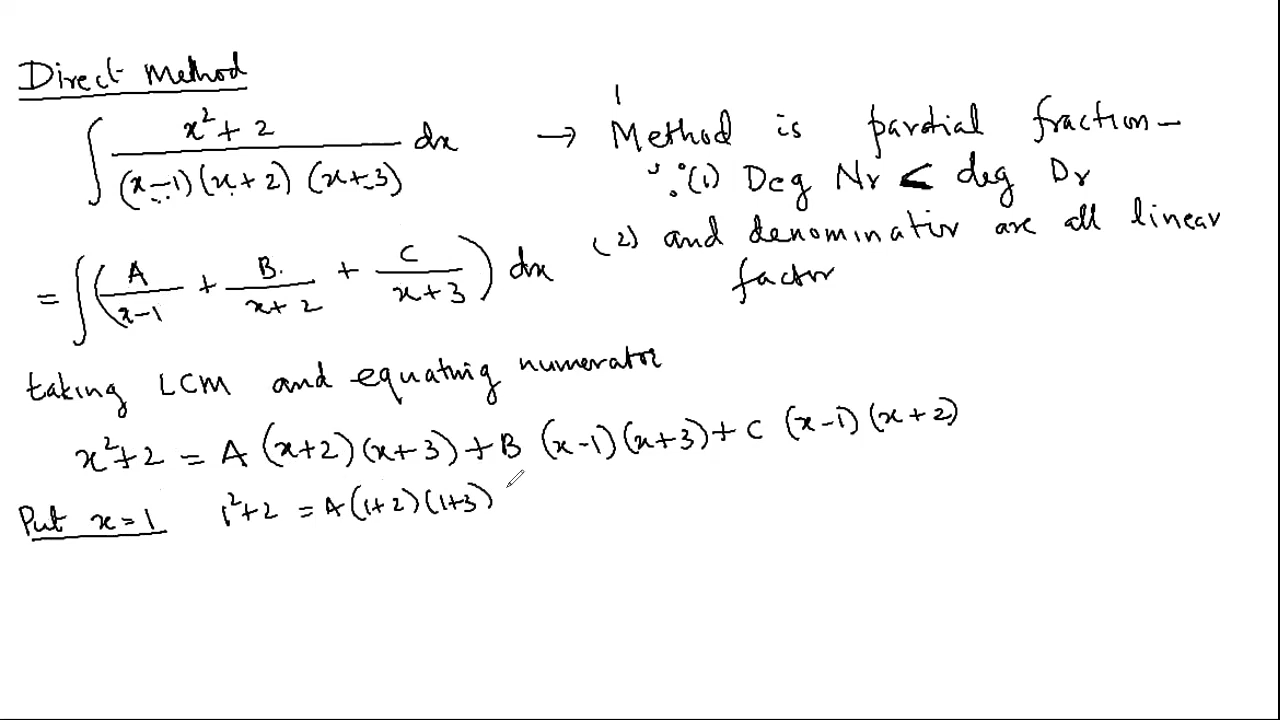 Direct Method
∫ x²+2 / (x-1)(x+2)(x+3) dx → Method is partial fraction-
∵ (1) Deg Nr < deg Dr
(2) and denominator are all linear
factor
= ∫ ( A/(x-1) + B/(x+2) + C/(x+3) ) dx
taking LCM and equating numerator
x²+2 = A (x+2)(x+3) + B (x-1)(x+3) + C (x-1)(x+2)
Put x=1 1²+2 = A(1+2)(1+3)